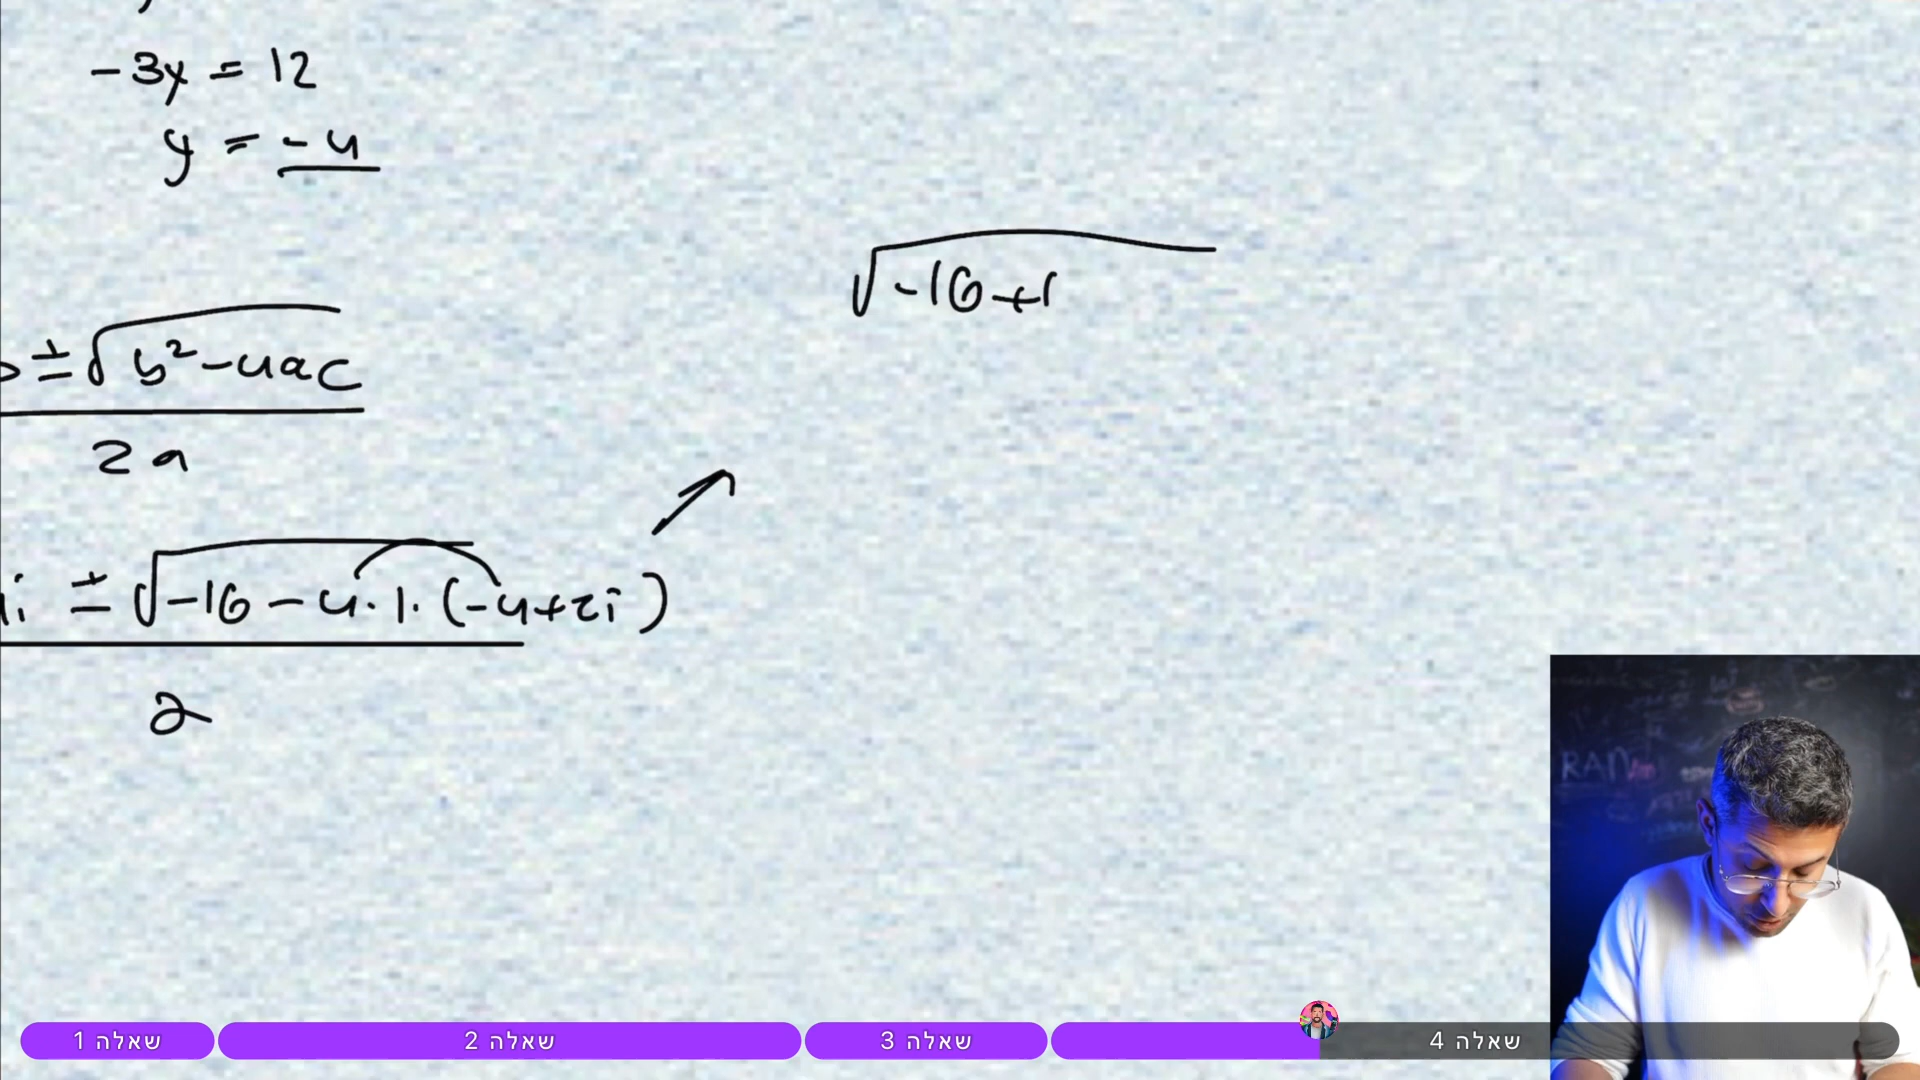 -3y = 12
y = -4
± √b²-4ac
2a
√-16+1
i ± √-16-4·1·(-4+2i)
2
RAN
שאלה 1
שאלה 2
שאלה 3
שאלה 4